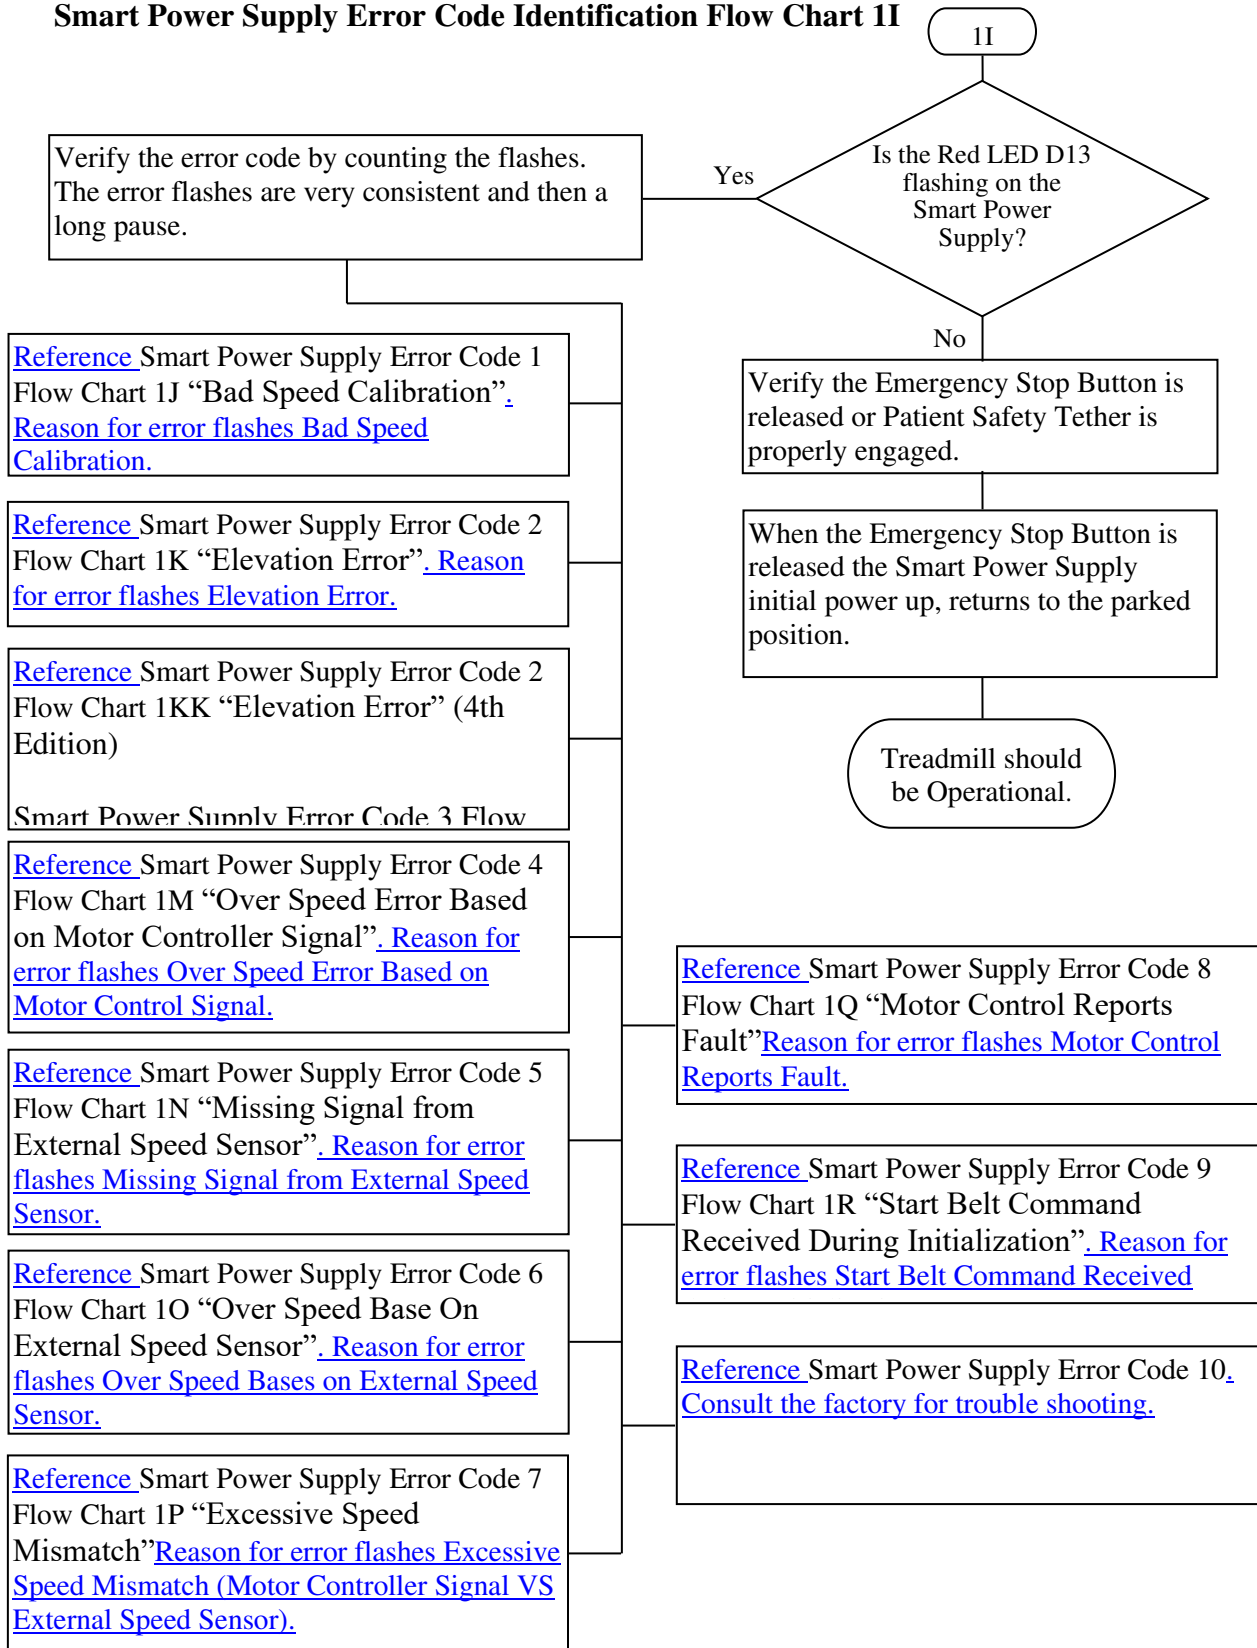 Smart Power Supply Error Code Identification Flow Chart 1I
1I
Is the Red LED D13
flashing on the
Smart Power
Supply?
Yes
Verify the error code by counting the flashes.
The error flashes are very consistent and then a
long pause.
No
Verify the Emergency Stop Button is
released or Patient Safety Tether is
properly engaged.
When the Emergency Stop Button is
released the Smart Power Supply
initial power up, returns to the parked
position.
Treadmill should
be Operational.
Reference Smart Power Supply Error Code 1
Flow Chart 1J “Bad Speed Calibration”.
Reason for error flashes Bad Speed
Calibration.
Reference Smart Power Supply Error Code 2
Flow Chart 1K “Elevation Error”. Reason
for error flashes Elevation Error.
Reference Smart Power Supply Error Code 2
Flow Chart 1KK “Elevation Error” (4th
Edition)
Smart Power Supply Error Code 3 Flow
Reference Smart Power Supply Error Code 4
Flow Chart 1M “Over Speed Error Based
on Motor Controller Signal”. Reason for
error flashes Over Speed Error Based on
Motor Control Signal.
Reference Smart Power Supply Error Code 5
Flow Chart 1N “Missing Signal from
External Speed Sensor”. Reason for error
flashes Missing Signal from External Speed
Sensor.
Reference Smart Power Supply Error Code 6
Flow Chart 1O “Over Speed Base On
External Speed Sensor”. Reason for error
flashes Over Speed Bases on External Speed
Sensor.
Reference Smart Power Supply Error Code 7
Flow Chart 1P “Excessive Speed
Mismatch”Reason for error flashes Excessive
Speed Mismatch (Motor Controller Signal VS
External Speed Sensor).
Reference Smart Power Supply Error Code 8
Flow Chart 1Q “Motor Control Reports
Fault”Reason for error flashes Motor Control
Reports Fault.
Reference Smart Power Supply Error Code 9
Flow Chart 1R “Start Belt Command
Received During Initialization”. Reason for
error flashes Start Belt Command Received
Reference Smart Power Supply Error Code 10.
Consult the factory for trouble shooting.